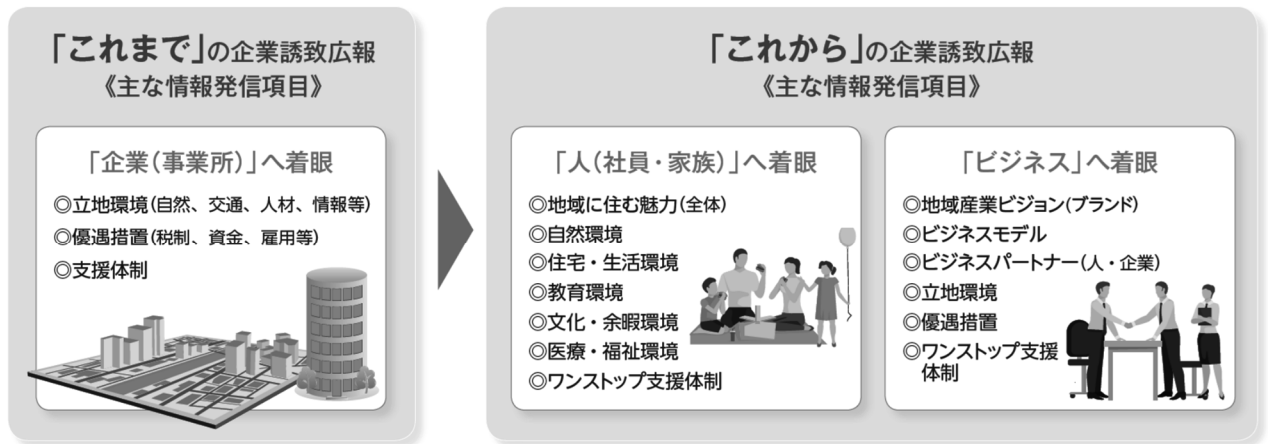 「これまで」の企業誘致広報
《主な情報発信項目》
「企業（事業所）」へ着眼
◎立地環境（自然、交通、人材、情報等）
◎優遇措置（税制、資金、雇用等）
◎支援体制
「これから」の企業誘致広報
《主な情報発信項目》
「人（社員・家族）」へ着眼
◎地域に住む魅力（全体）
◎自然環境
◎住宅・生活環境
◎教育環境
◎文化・余暇環境
◎医療・福祉環境
◎ワンストップ支援体制
「ビジネス」へ着眼
◎地域産業ビジョン（ブランド）
◎ビジネスモデル
◎ビジネスパートナー（人・企業）
◎立地環境
◎優遇措置
◎ワンストップ支援
体制